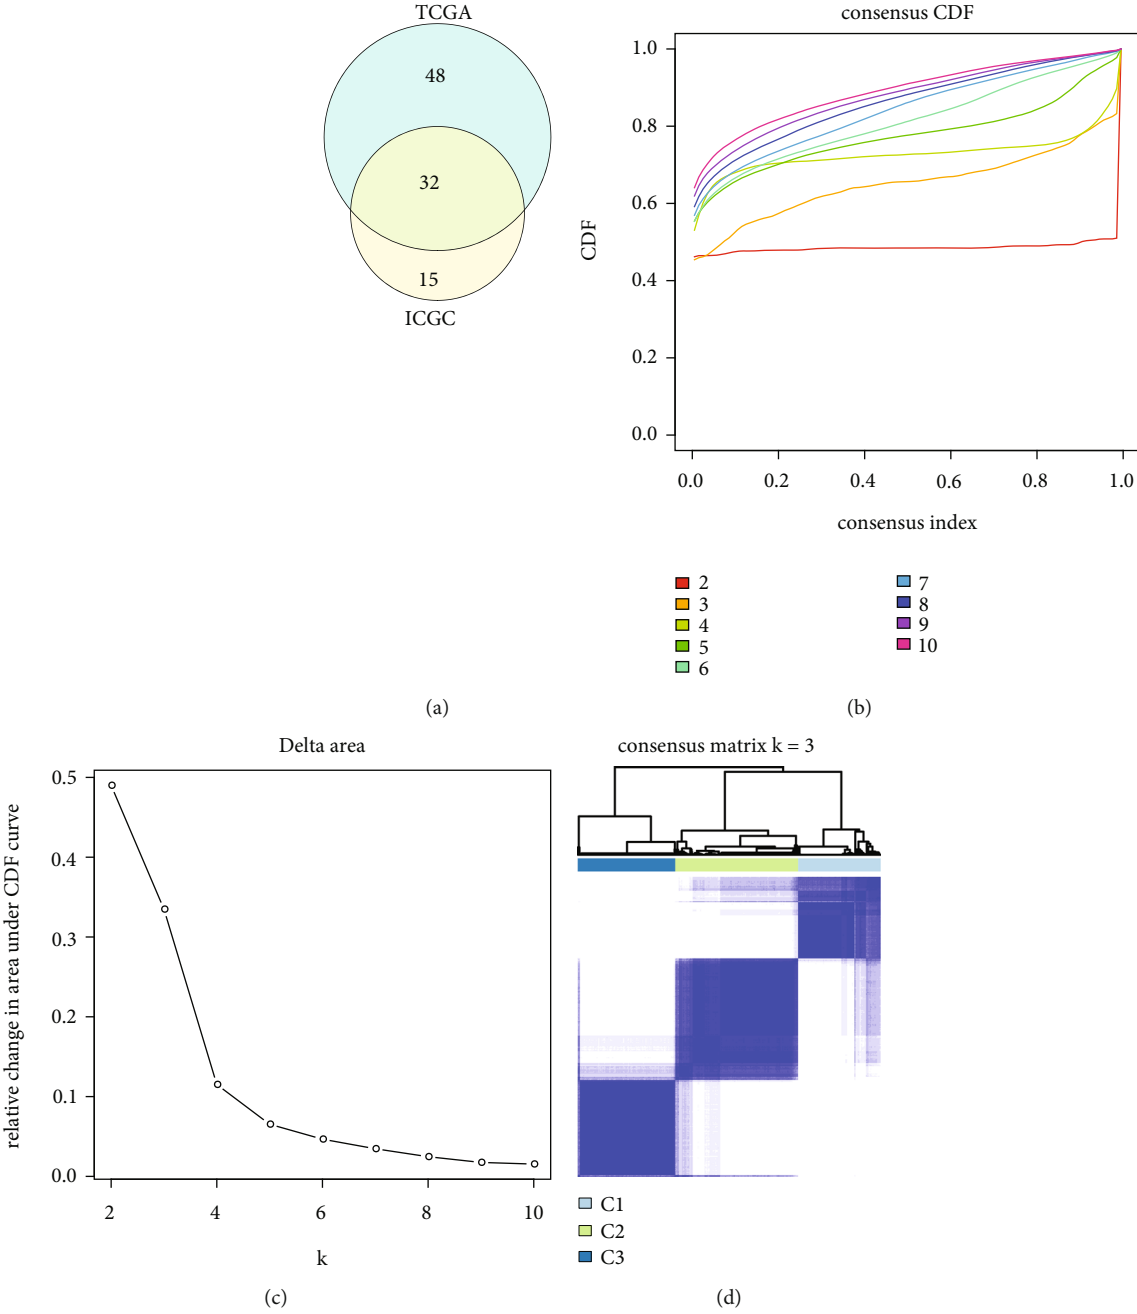 TCGA
48
32
15
ICGC
(a)
consensus CDF
1.0
0.8
0.6
0.4
0.2
0.0
CDF
0.0 0.2 0.4 0.6 0.8 1.0
consensus index
2
3
4
5
6
7
8
9
10
(b)
Delta area
0.5
0.4
0.3
0.2
0.1
0.0
relative change in area under CDF curve
2 4 6 8 10
k
(c)
consensus matrix k = 3
C1
C2
C3
(d)